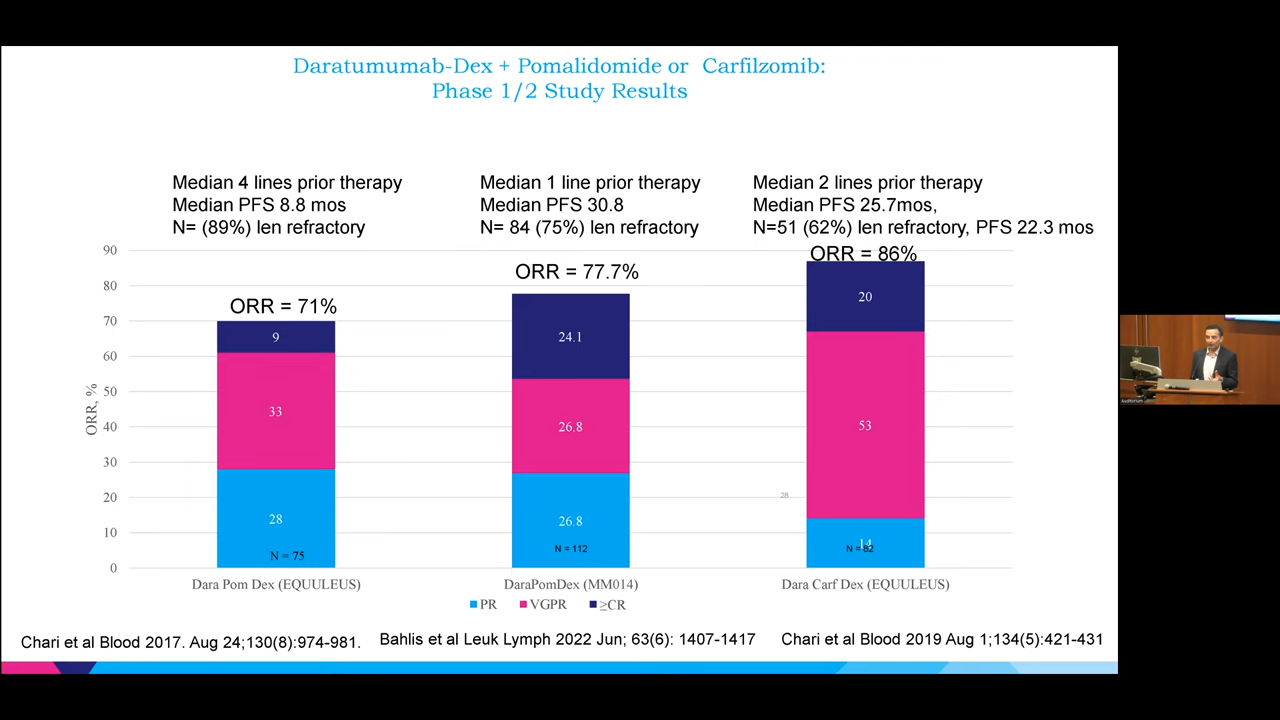 Daratumumab-Dex + Pomalidomide or Carfilzomib:
Phase 1/2 Study Results
Median 4 lines prior therapy
Median PFS 8.8 mos
N= (89%) len refractory
Median 1 line prior therapy
Median PFS 30.8
N= 84 (75%) len refractory
Median 2 lines prior therapy
Median PFS 25.7mos,
N=51 (62%) len refractory, PFS 22.3 mos
ORR = 71%
ORR = 77.7%
ORR = 86%
ORR, %
90
80
70
60
50
40
30
20
10
0
9
33
28
N = 75
24.1
26.8
26.8
N = 112
20
53
14
N = 82
28
Dara Pom Dex (EQUULEUS)
DaraPomDex (MM014)
Dara Carf Dex (EQUULEUS)
PR VGPR ≥CR
Chari et al Blood 2017. Aug 24;130(8):974-981.
Bahlis et al Leuk Lymph 2022 Jun; 63(6): 1407-1417
Chari et al Blood 2019 Aug 1;134(5):421-431
Auditorium